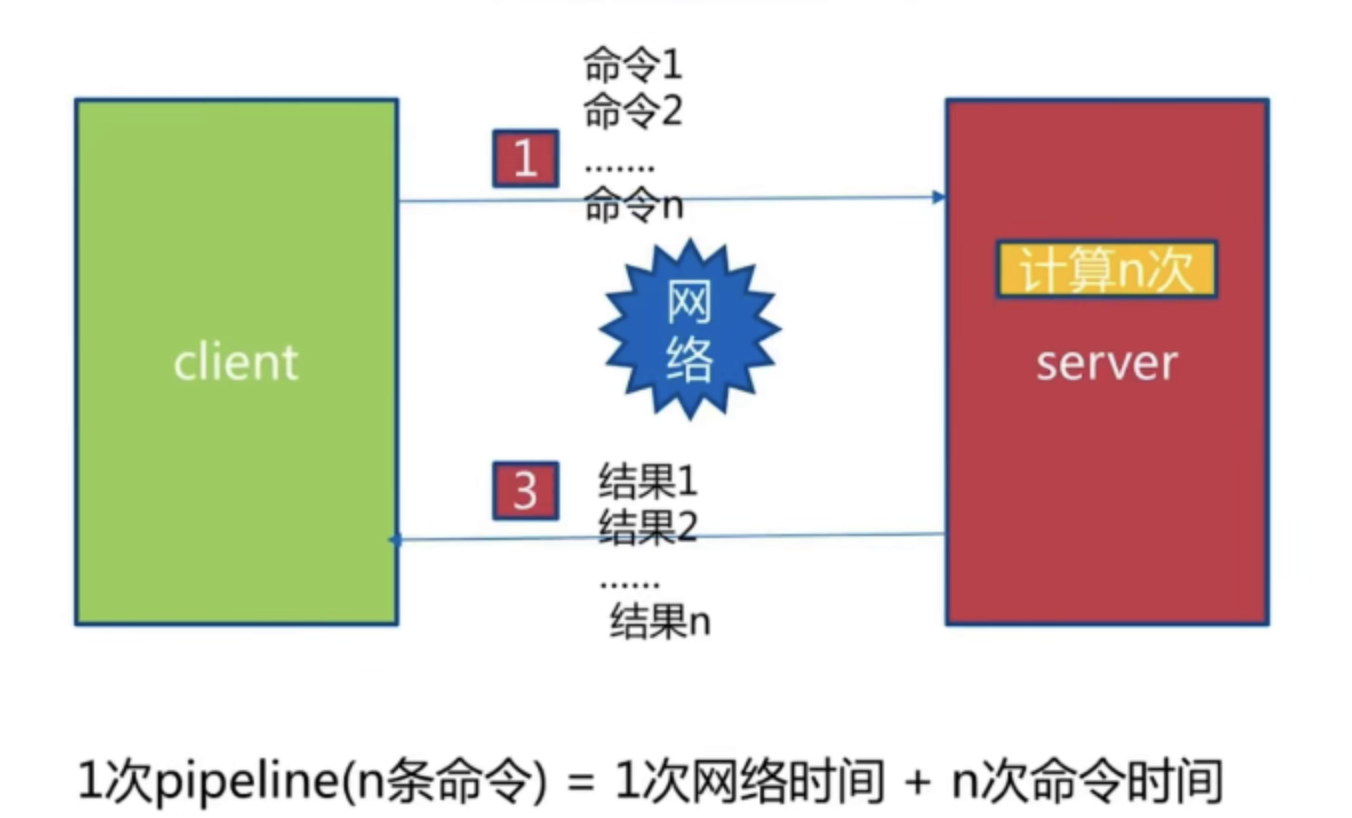 命令1
命令2
.......
命令n
1
网
络
client
计算n次
server
3
结果1
结果2
......
结果n
1次pipeline(n条命令) = 1次网络时间 + n次命令时间